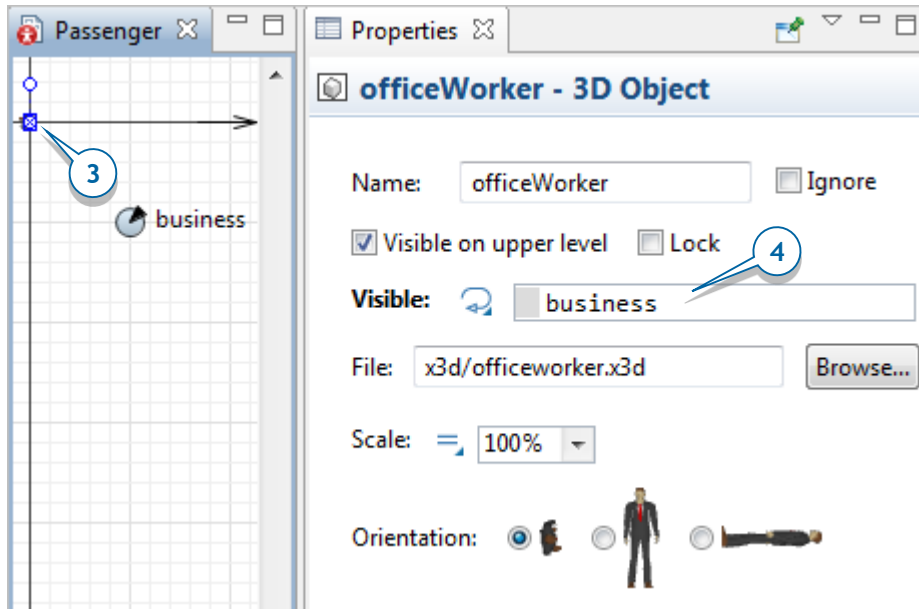 Passenger
3
business
Properties
officeWorker - 3D Object
Name: officeWorker Ignore
Visible on upper level Lock
4
Visible: business
File: x3d/officeworker.x3d Browse...
Scale: 100%
Orientation: